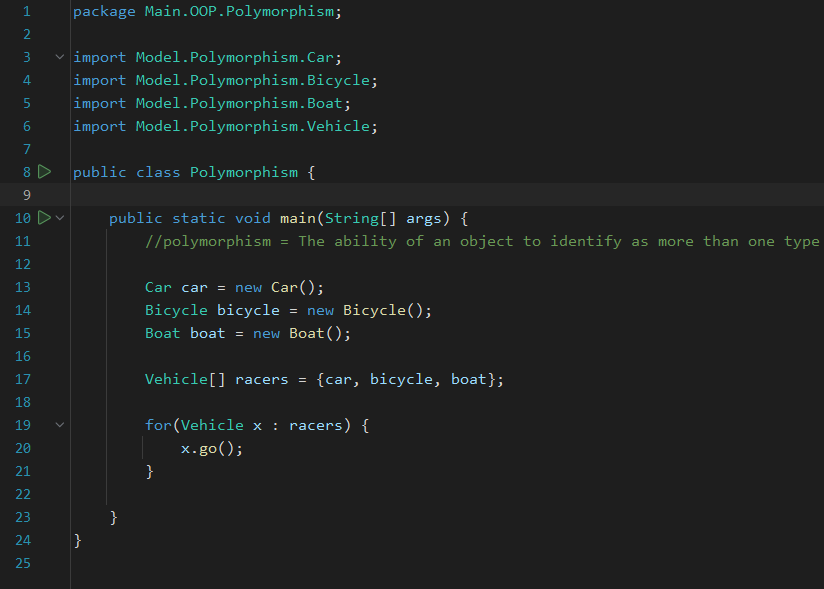 1 package Main.OOP.Polymorphism;
2
3 import Model.Polymorphism.Car;
4 import Model.Polymorphism.Bicycle;
5 import Model.Polymorphism.Boat;
6 import Model.Polymorphism.Vehicle;
7
8 public class Polymorphism {
9
10     public static void main(String[] args) {
11         //polymorphism = The ability of an object to identify as more than one type
12
13         Car car = new Car();
14         Bicycle bicycle = new Bicycle();
15         Boat boat = new Boat();
16
17         Vehicle[] racers = {car, bicycle, boat};
18
19         for(Vehicle x : racers) {
20             x.go();
21         }
22
23     }
24 }
25